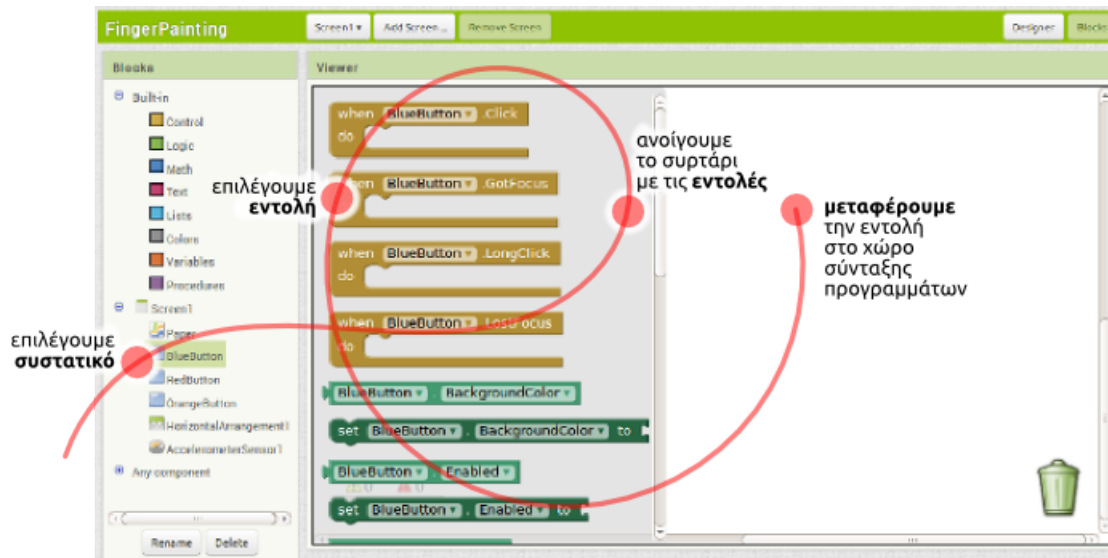 FingerPainting
Screen1 Add Screen ... Remove Screen
Designer Blocks
Blocks
Viewer
Built-in
Control
Logic
Math
Text
Lists
Colors
Variables
Procedures
Screen1
Paper
BlueButton
RedButton
OrangeButton
HorizontalArrangement1
AccelerometerSensor1
Any component
Rename Delete
επιλέγουμε
συστατικό
when BlueButton .Click
do
επιλέγουμε
εντολή
when BlueButton .GotFocus
when BlueButton .LongClick
do
when BlueButton .LostFocus
do
BlueButton . BackgroundColor
set BlueButton . BackgroundColor to
BlueButton . Enabled
0 0
set BlueButton . Enabled to
ανοίγουμε
το συρτάρι
με τις εντολές
μεταφέρουμε
την εντολή
στο χώρο
σύνταξης
προγραμμάτων